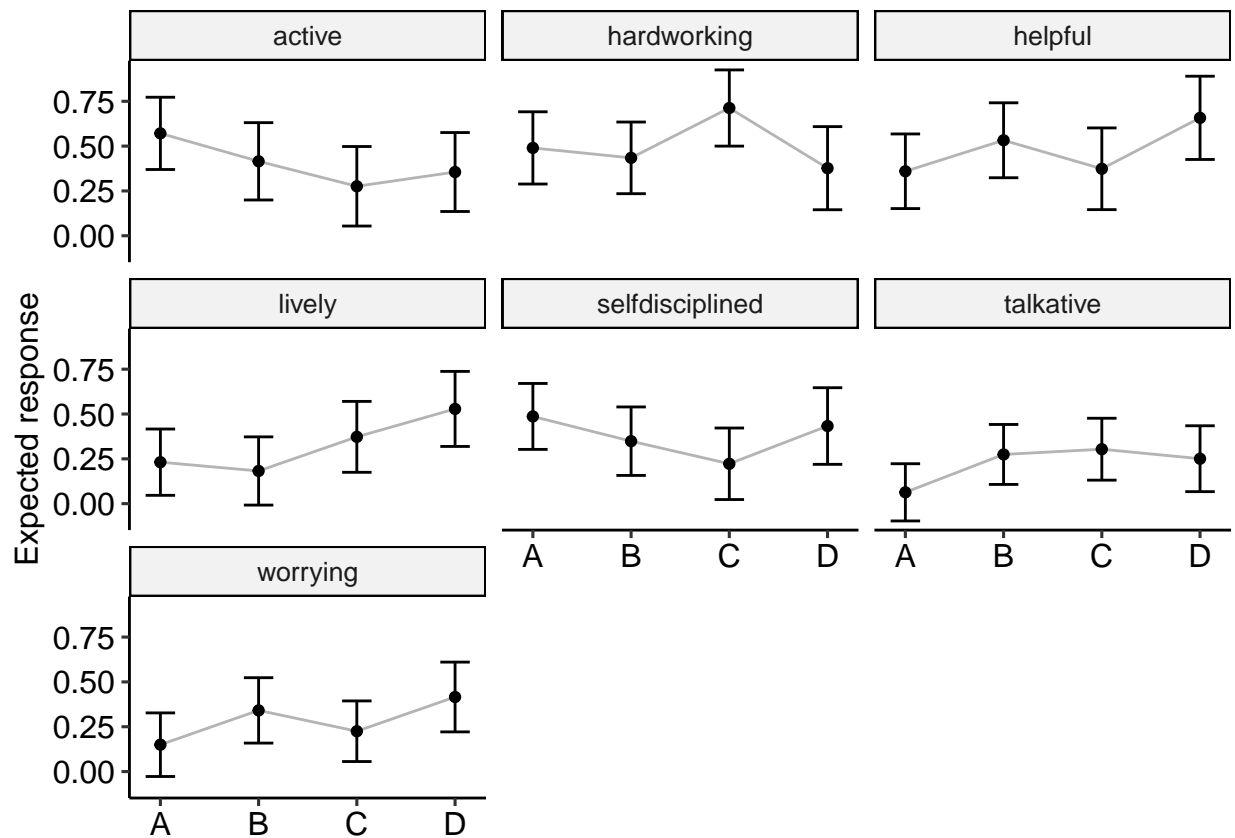 active
hardworking
helpful
0.75
0.50
0.25
0.00
lively
selfdisciplined
talkative
0.75
0.50
0.25
0.00
A B C D
A B C D
worrying
0.75
0.50
0.25
0.00
A B C D
Expected response